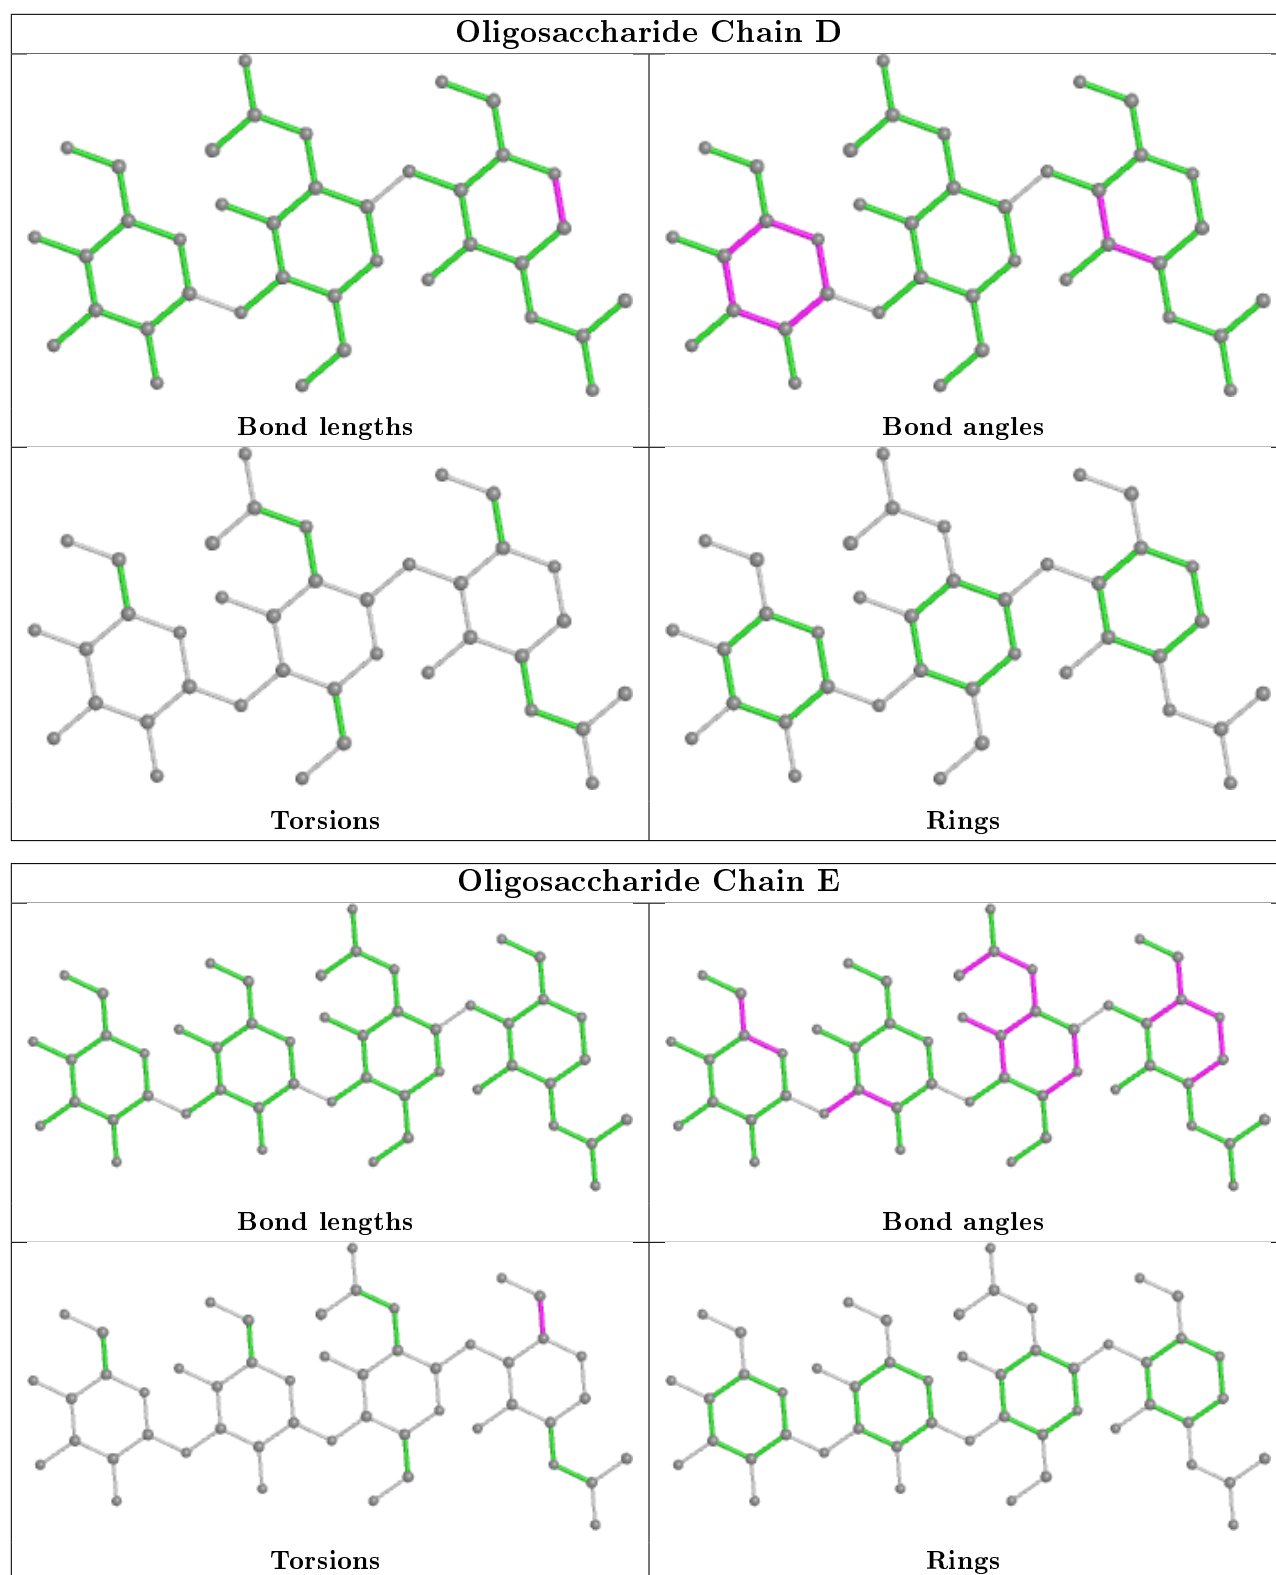 Oligosaccharide Chain D
Bond lengths
Bond angles
Torsions
Rings
Oligosaccharide Chain E
Bond lengths
Bond angles
Torsions
Rings